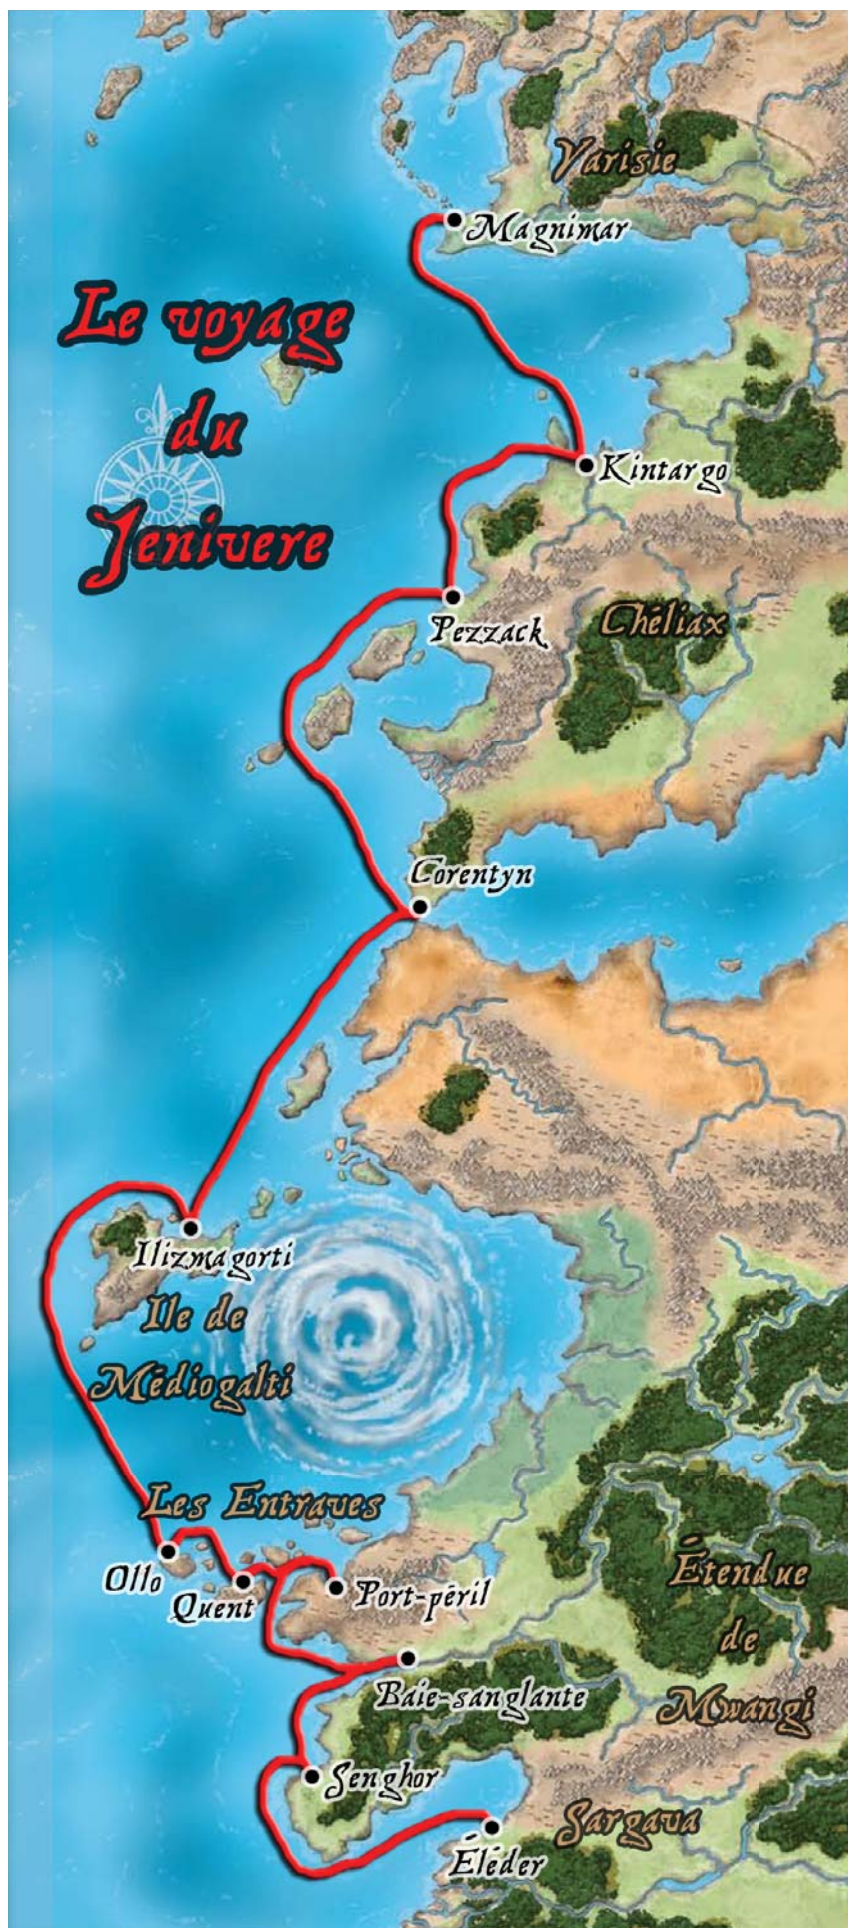 Varisie
Magnimar
Le voyage
du
Jenivere
Kintargo
Pezzack
Chéliax
Corentyn
Ilizmagorti
Ile de
Médiogalti
Les Entraves
Ollo
Quent
Port-péril
Étendue
de
Mwangi
Baie-sanglante
Senghor
Sargava
Éléder